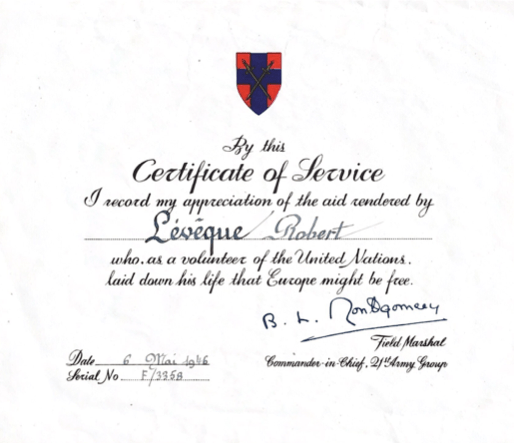 By this
Certificate of Service
I record my appreciation of the aid rendered by
Lévêque Robert
who, as a volunteer of the United Nations,
laid down his life that Europe might be free.
B. L. Montgomery
Field Marshal
Commander-in-Chief, 21st Army Group
Date 6 Mai 1946
Serial No F/3358